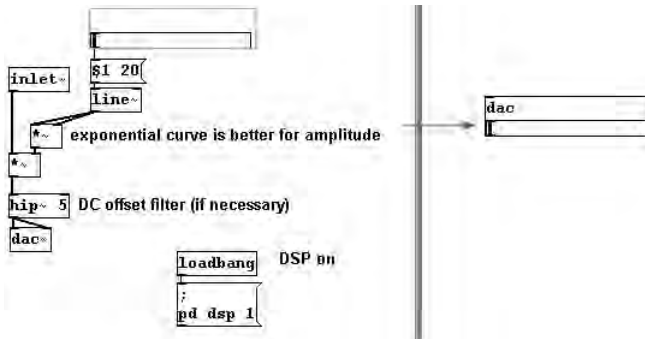 $1 20
inlet~
line~
*~ exponential curve is better for amplitude
*~
hip~ 5 DC offset filter (if necessary)
dac~
loadbang DSP on
;
pd dsp 1
dac